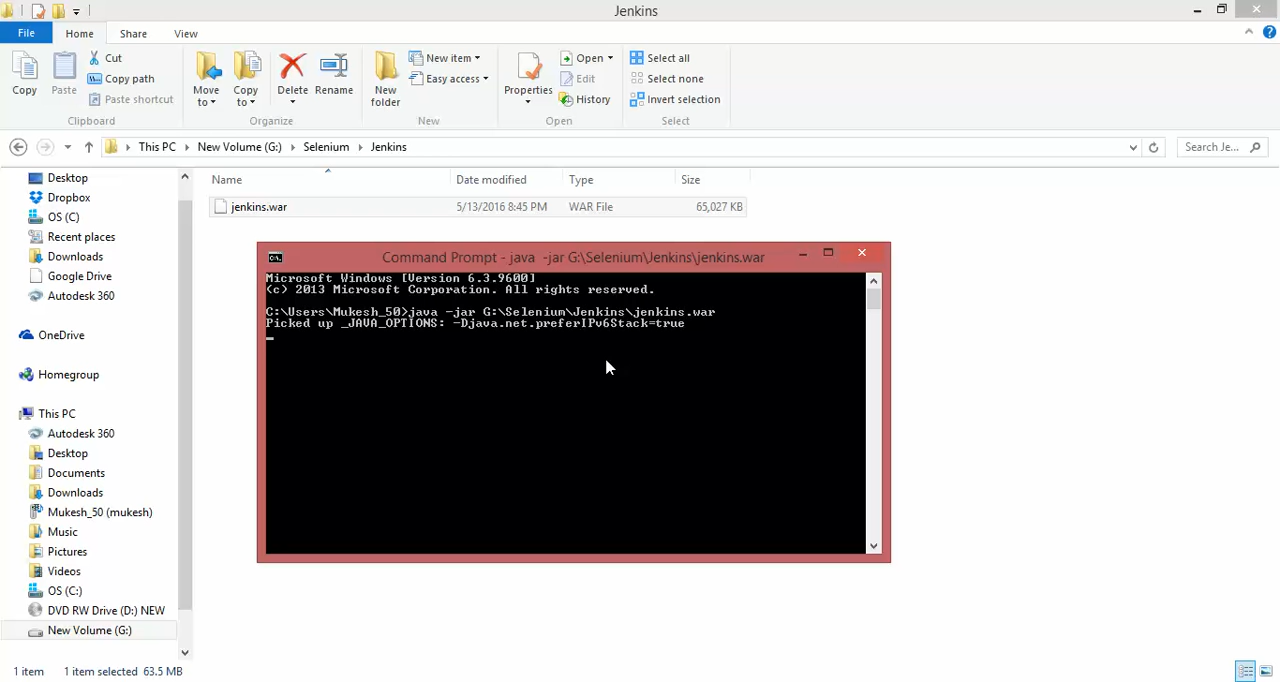 Jenkins
File
Home
Share
View
Copy
Paste
Cut
Copy path
Paste shortcut
Clipboard
Move to
Copy to
Delete
Rename
Organize
New folder
New item
Easy access
New
Properties
Open
Edit
History
Open
Select all
Select none
Invert selection
Select
This PC
New Volume (G:)
Selenium
Jenkins
Search Je...
Name
Date modified
Type
Size
jenkins.war
5/13/2016 8:45 PM
WAR File
65,027 KB
Desktop
Dropbox
OS (C)
Recent places
Downloads
Google Drive
Autodesk 360
OneDrive
Homegroup
This PC
Autodesk 360
Desktop
Documents
Downloads
Mukesh_50 (mukesh)
Music
Pictures
Videos
OS (C:)
DVD RW Drive (D:) NEW
New Volume (G:)
C:\.
Command Prompt - java  -jar G:\Selenium\Jenkins\jenkins.war
Microsoft Windows [Version 6.3.9600]
(c) 2013 Microsoft Corporation. All rights reserved.
C:\Users\Mukesh_50>java -jar G:\Selenium\Jenkins\jenkins.war
Picked up _JAVA_OPTIONS: -Djava.net.preferIPv6Stack=true
1 item
1 item selected  63.5 MB